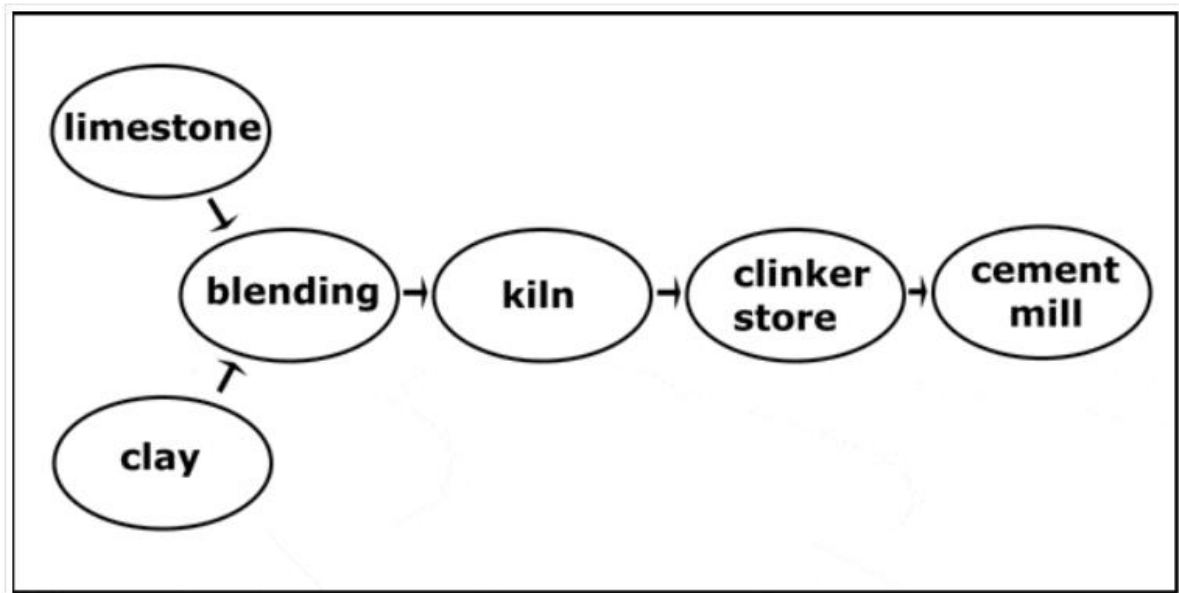 limestone
blending
kiln
clinker
store
cement
mill
clay